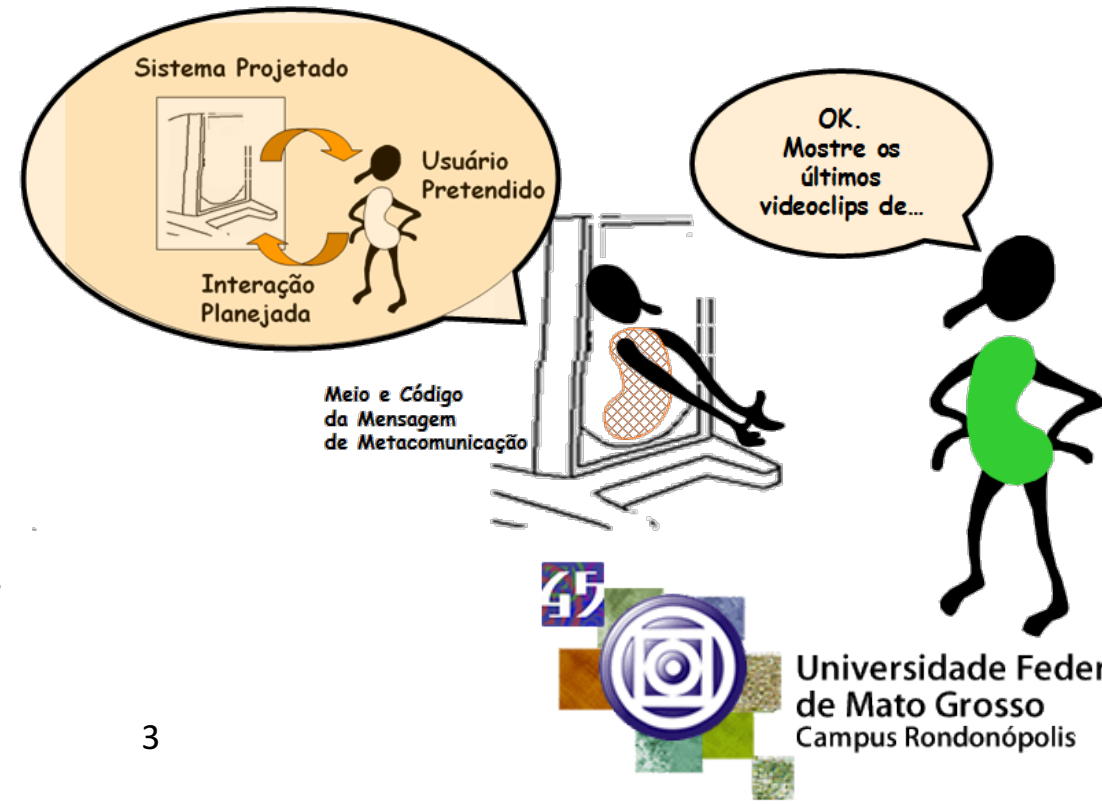 Sistema Projetado
Usuário
Pretendido
Interação
Planejada
OK.
Mostre os
últimos
videoclips de...
Meio e Código
da Mensagem
de Metacomunicação
45
Universidade Feder
de Mato Grosso
Campus Rondonópolis
3